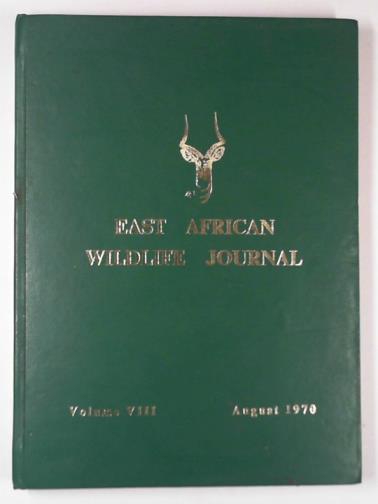 EAST AFRICAN
WILDLIFE JOURNAL
Volume VIII August 1970